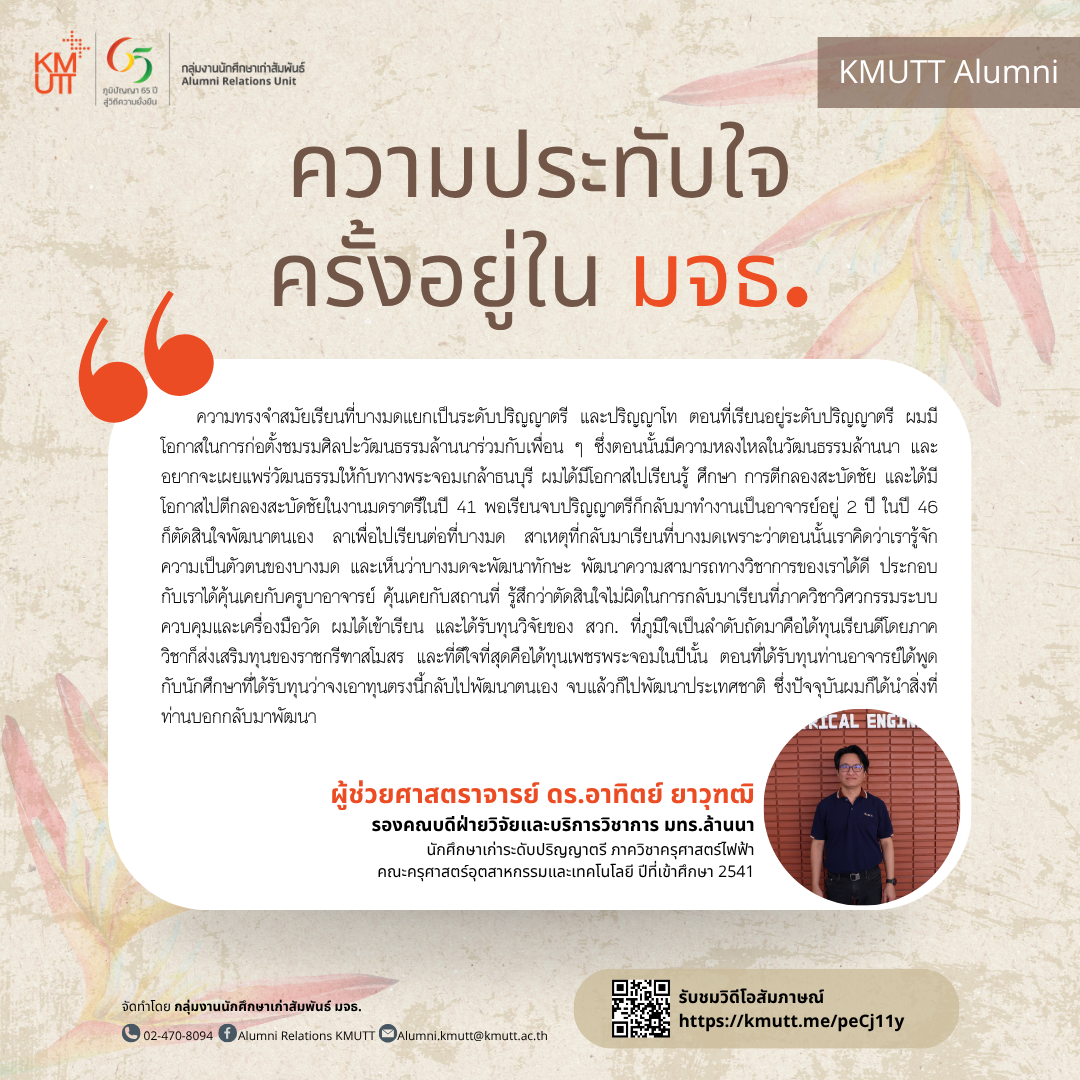 KM
UTT
65
ภูมิปัญญา 65 ปี
สู่วิถีความยั่งยืน
กลุ่มงานนักศึกษาเก่าสัมพันธ์
Alumni Relations Unit
KMUTT Alumni
ความประทับใจ
ครั้งอยู่ใน มจธ.
ความทรงจำสมัยเรียนที่บางมดแยกเป็นระดับปริญญาตรี และปริญญาโท ตอนที่เรียนอยู่ระดับปริญญาตรี ผมมี
โอกาสในการก่อตั้งชมรมศิลปะวัฒนธรรมล้านนาร่วมกับเพื่อน ๆ ซึ่งตอนนั้นมีความหลงไหลในวัฒนธรรมล้านนา และ
อยากจะเผยแพร่วัฒนธรรมให้กับทางพระจอมเกล้าธนบุรี ผมได้มีโอกาสไปเรียนรู้ ศึกษา การตีกลองสะบัดชัย และได้มี
โอกาสไปตีกลองสะบัดชัยในงานมดราตรีในปี 41 พอเรียนจบปริญญาตรีก็กลับมาทำงานเป็นอาจารย์อยู่ 2 ปี ในปี 46
ก็ตัดสินใจพัฒนาตนเอง ลาเพื่อไปเรียนต่อที่บางมด สาเหตุที่กลับมาเรียนที่บางมดเพราะว่าตอนนั้นเราคิดว่าเรารู้จัก
ความเป็นตัวตนของบางมด และเห็นว่าบางมดจะพัฒนาทักษะ พัฒนาความสามารถทางวิชาการของเราได้ดี ประกอบ
กับเราได้คุ้นเคยกับครูบาอาจารย์ คุ้นเคยกับสถานที่ รู้สึกว่าตัดสินใจไม่ผิดในการกลับมาเรียนที่ภาควิชาวิศวกรรมระบบ
ควบคุมและเครื่องมือวัด ผมได้เข้าเรียน และได้รับทุนวิจัยของ สวก. ที่ภูมิใจเป็นลำดับถัดมาคือได้ทุนเรียนดีโดยภาค
วิชาก็ส่งเสริมทุนของราชกรีฑาสโมสร และที่ดีใจที่สุดคือได้ทุนเพชรพระจอมในปีนั้น ตอนที่ได้รับทุนท่านอาจารย์ได้พูด
กับนักศึกษาที่ได้รับทุนว่าจงเอาทุนตรงนี้กลับไปพัฒนาตนเอง จบแล้วก็ไปพัฒนาประเทศชาติ ซึ่งปัจจุบันผมก็ได้นำสิ่งที่
ท่านบอกกลับมาพัฒนา
ผู้ช่วยศาสตราจารย์ ดร.อาทิตย์ ยาวุฑฒิ
รองคณบดีฝ่ายวิจัยและบริการวิชาการ มทร.ล้านนา
นักศึกษาเก่าระดับปริญญาตรี ภาควิชาครุศาสตร์ไฟฟ้า
คณะครุศาสตร์อุตสาหกรรมและเทคโนโลยี ปีที่เข้าศึกษา 2541
จัดทำโดย กลุ่มงานนักศึกษาเก่าสัมพันธ์ มจธ.
02-470-8094 Alumni Relations KMUTT Alumni.kmutt@kmutt.ac.th
รับชมวิดีโอสัมภาษณ์
https://kmutt.me/peCj11y